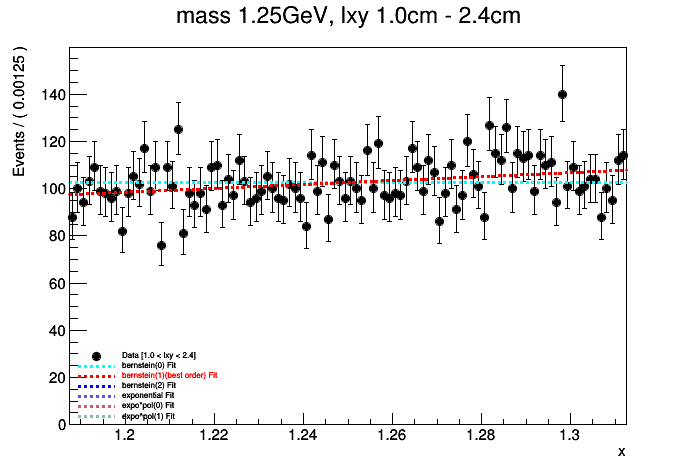 mass 1.25GeV, lxy 1.0cm - 2.4cm
Events / ( 0.00125 )
140
120
100
80
60
40
20
0
Data [1.0 < lxy < 2.4]
bernstein(0) Fit
bernstein(1)(best order) Fit
bernstein(2) Fit
exponential Fit
expo*pol(0) Fit
expo*pol(1) Fit
1.2 1.22 1.24 1.26 1.28 1.3
x